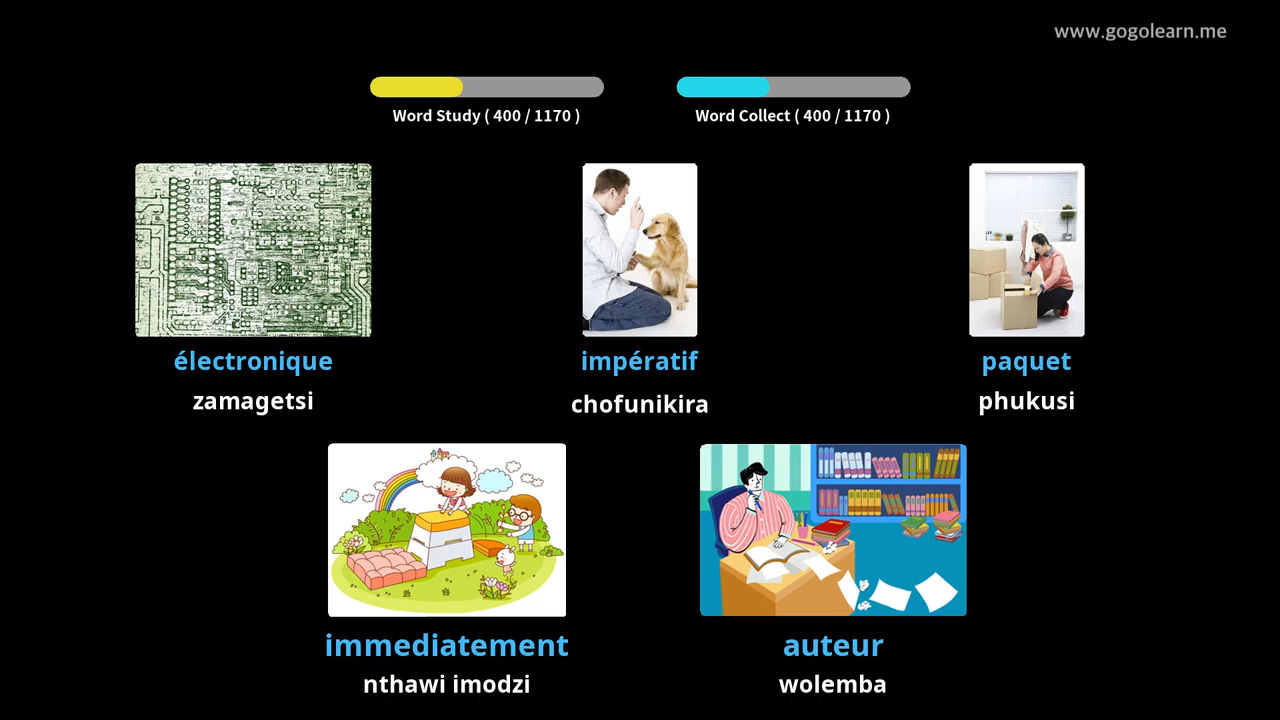 www.gogolearn.me
Word Study ( 400 / 1170 )
Word Collect ( 400 / 1170 )
électronique
impératif
paquet
zamagetsi
chofunikira
phukusi
immediatement
auteur
nthawi imodzi
wolemba